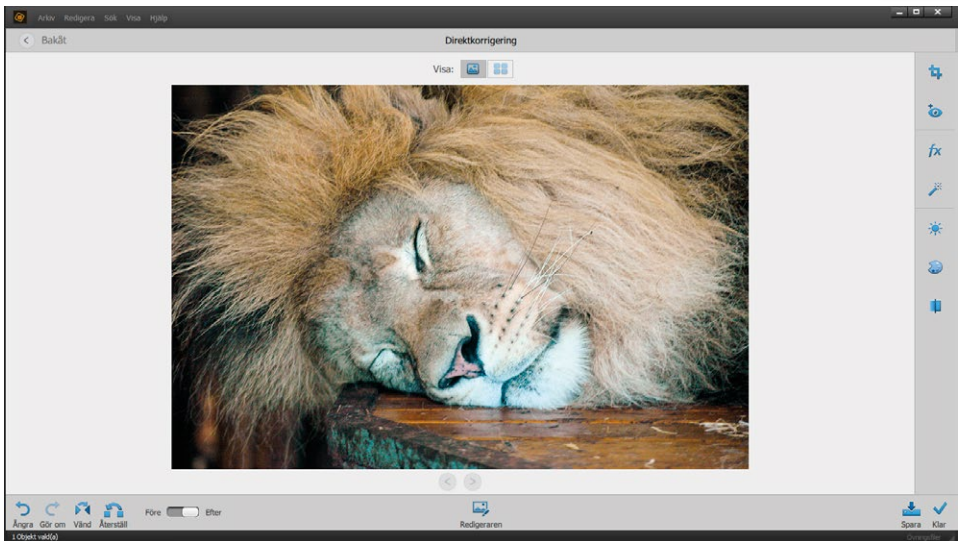 Arkiv Redigera Sök Visa Hjälp
Bakåt
Direktkorrigering
Visa:
fx
Ångra Gör om Vänd Återställ
Före Efter
Redigeraren
Spara Klar
1 Objekt vald(a)